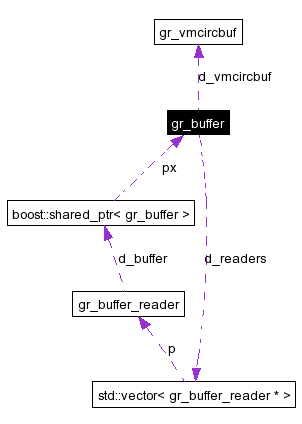 gr_vmcircbuf
d_vmcircbuf
gr_buffer
px
boost::shared_ptr< gr_buffer >
d_buffer
d_readers
gr_buffer_reader
p
std::vector< gr_buffer_reader * >